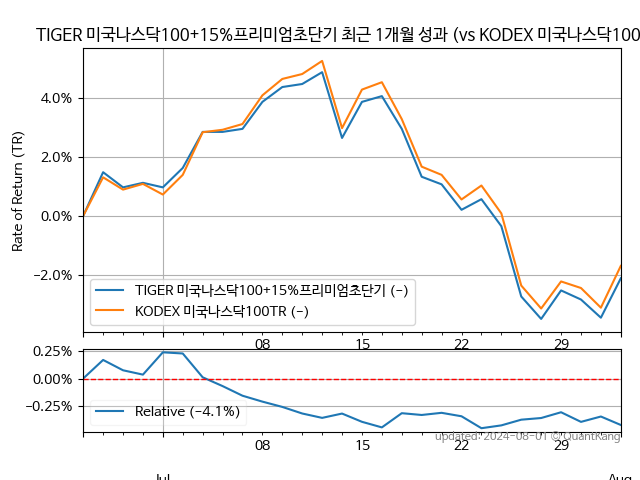 TIGER 미국나스닥100+15%프리미엄초단기 최근 1개월 성과 (vs KODEX 미국나스닥100
Rate of Return (TR)
4.0%
2.0%
0.0%
−2.0%
TIGER 미국나스닥100+15%프리미엄초단기 (-)
KODEX 미국나스닥100TR (-)
08
15
22
29
0.25%
0.00%
−0.25%
Relative (-4.1%)
updated: 2024-08-01 © QuantKang
08
15
22
29
Jul
Aug